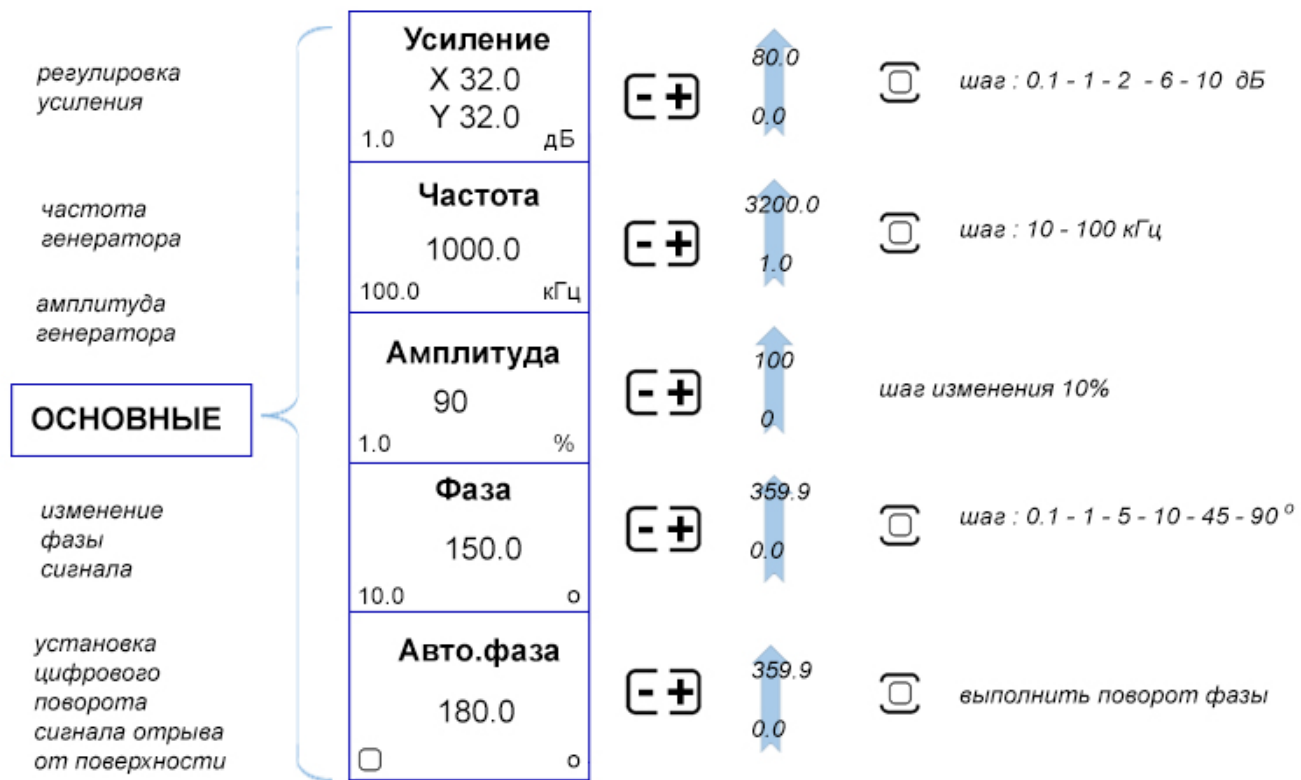 регулировка
усиления
Усиление
X 32.0
Y 32.0
1.0 дБ
- +
80.0
0.0
шаг : 0.1 - 1 - 2 - 6 - 10 дБ
частота
генератора
Частота
1000.0
100.0 кГц
- +
3200.0
1.0
шаг : 10 - 100 кГц
амплитуда
генератора
Амплитуда
90
1.0 %
- +
100
0
шаг изменения 10%
ОСНОВНЫЕ
изменение
фазы
сигнала
Фаза
150.0
10.0 о
- +
359.9
0.0
шаг : 0.1 - 1 - 5 - 10 - 45 - 90 º
установка
цифрового
поворота
сигнала отрыва
от поверхности
Авто.фаза
180.0
о
- +
359.9
0.0
выполнить поворот фазы